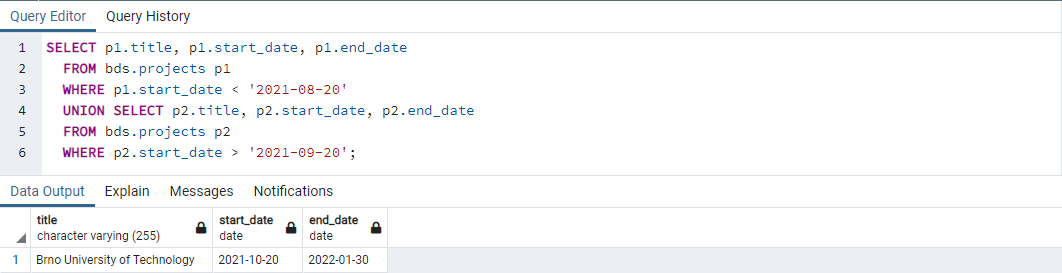 Query Editor Query History
1 SELECT p1.title, p1.start_date, p1.end_date
2 FROM bds.projects p1
3 WHERE p1.start_date < '2021-08-20'
4 UNION SELECT p2.title, p2.start_date, p2.end_date
5 FROM bds.projects p2
6 WHERE p2.start_date > '2021-09-20';
Data Output Explain Messages Notifications
title start_date end_date
character varying (255) date date
1 Brno University of Technology 2021-10-20 2022-01-30